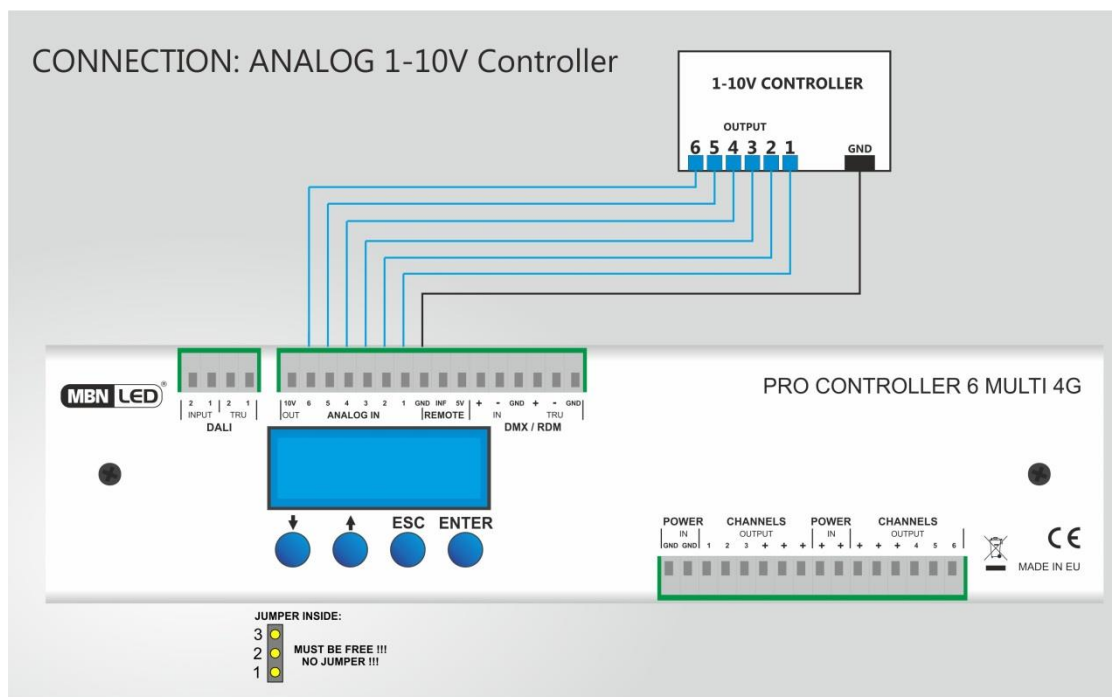 CONNECTION: ANALOG 1-10V Controller
1-10V CONTROLLER
OUTPUT
6 5 4 3 2 1 GND
MBN LED®
2 1 2 1
INPUT TRU
DALI
10V 6 5 4 3 2 1 GND INF 5V + - GND + - GND
OUT ANALOG IN REMOTE IN TRU
DMX / RDM
PRO CONTROLLER 6 MULTI 4G
ESC ENTER
POWER CHANNELS POWER CHANNELS
IN OUTPUT IN OUTPUT
GND GND 1 2 3 + + + + + + + + 4 5 6
CE
MADE IN EU
JUMPER INSIDE:
3
2 MUST BE FREE !!!
NO JUMPER !!!
1